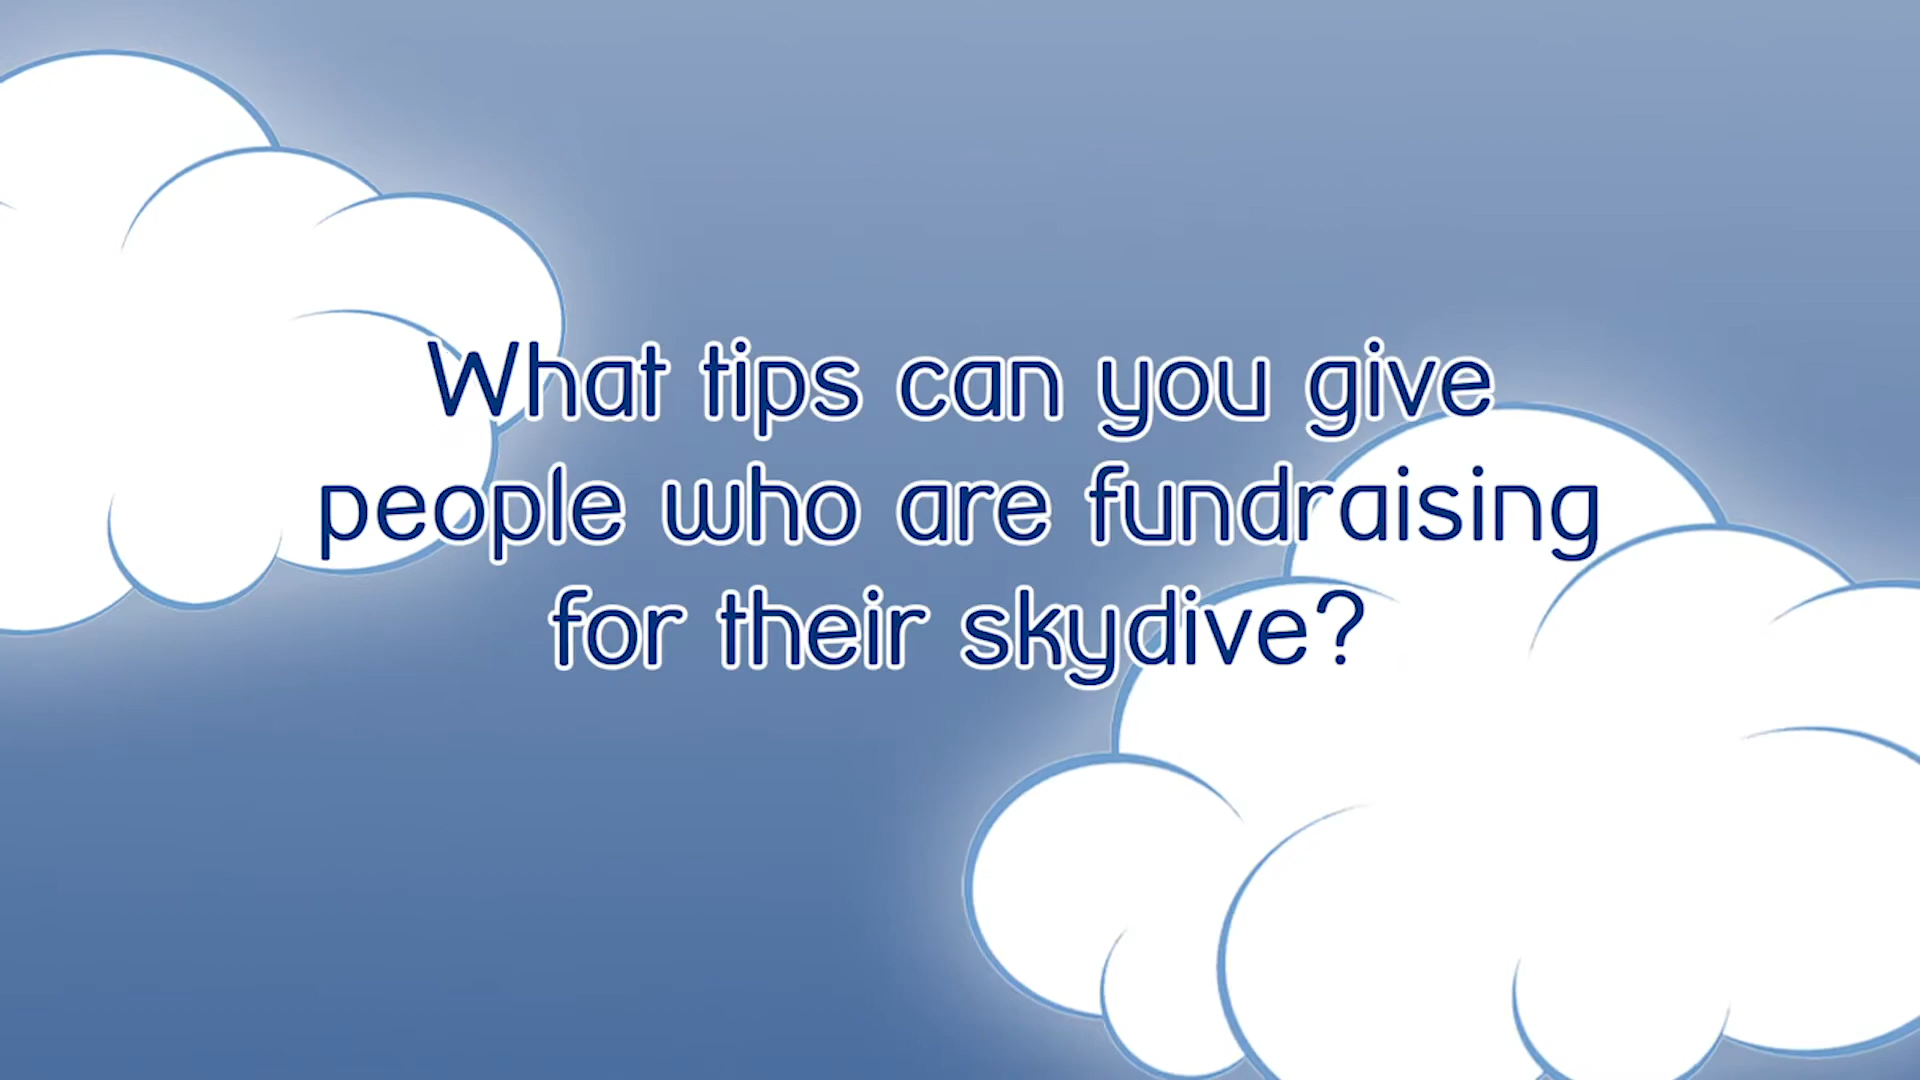 What tips can you give
people who are fundraising
for their skydive?